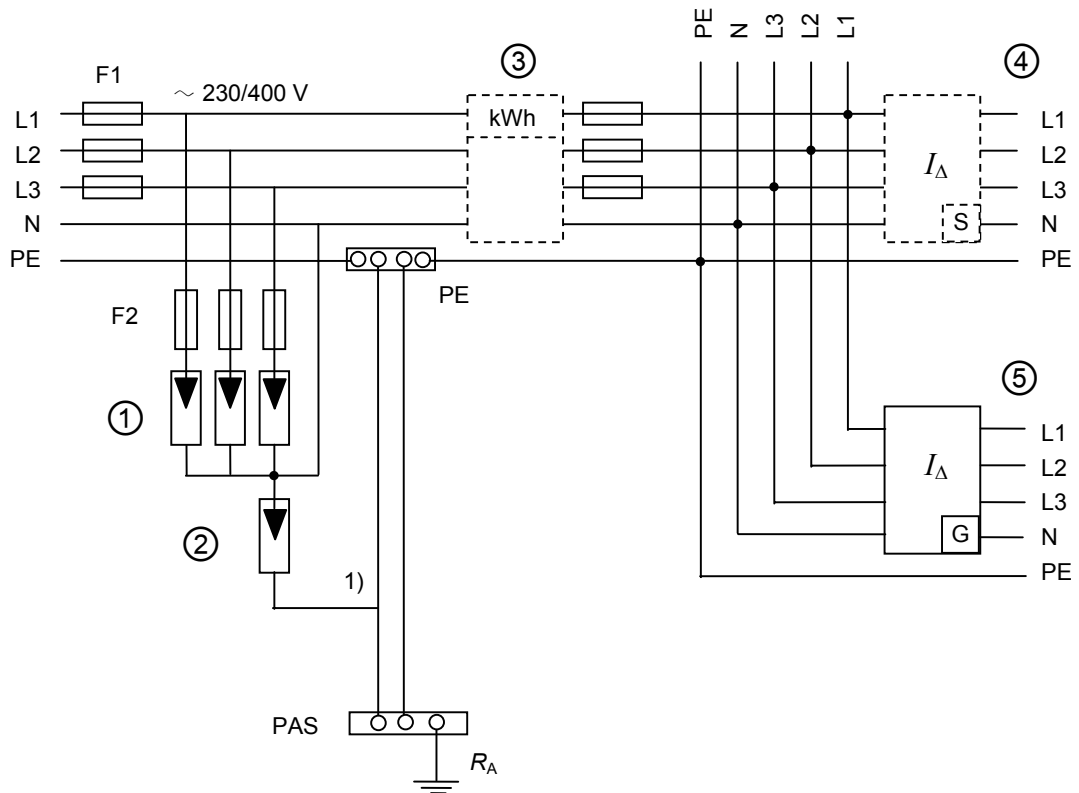 PE N L3 L2 L1
F1
~ 230/400 V
③
④
L1
kWh
L1
L2
I∆
L2
L3
L3
N
S
N
PE
PE
PE
F2
①
⑤
L1
I∆
L2
L3
②
G
N
1)
PE
PAS
RA